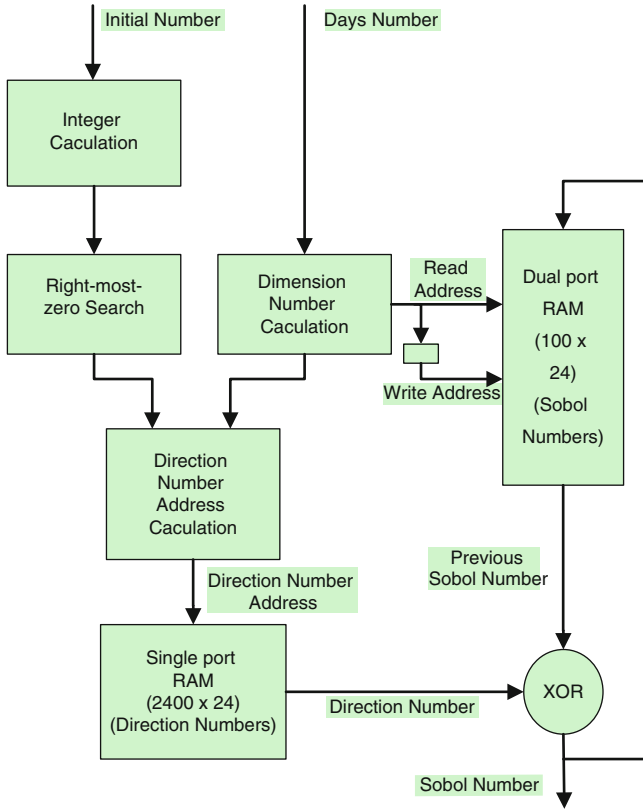 Initial Number
Days Number
Integer
Caculation
Right-most-
zero Search
Dimension
Number
Caculation
Read
Address
Write Address
Dual port
RAM
(100 x
24)
(Sobol
Numbers)
Direction
Number
Address
Caculation
Previous
Sobol Number
Direction Number
Address
Single port
RAM
(2400 x 24)
(Direction Numbers)
Direction Number
XOR
Sobol Number